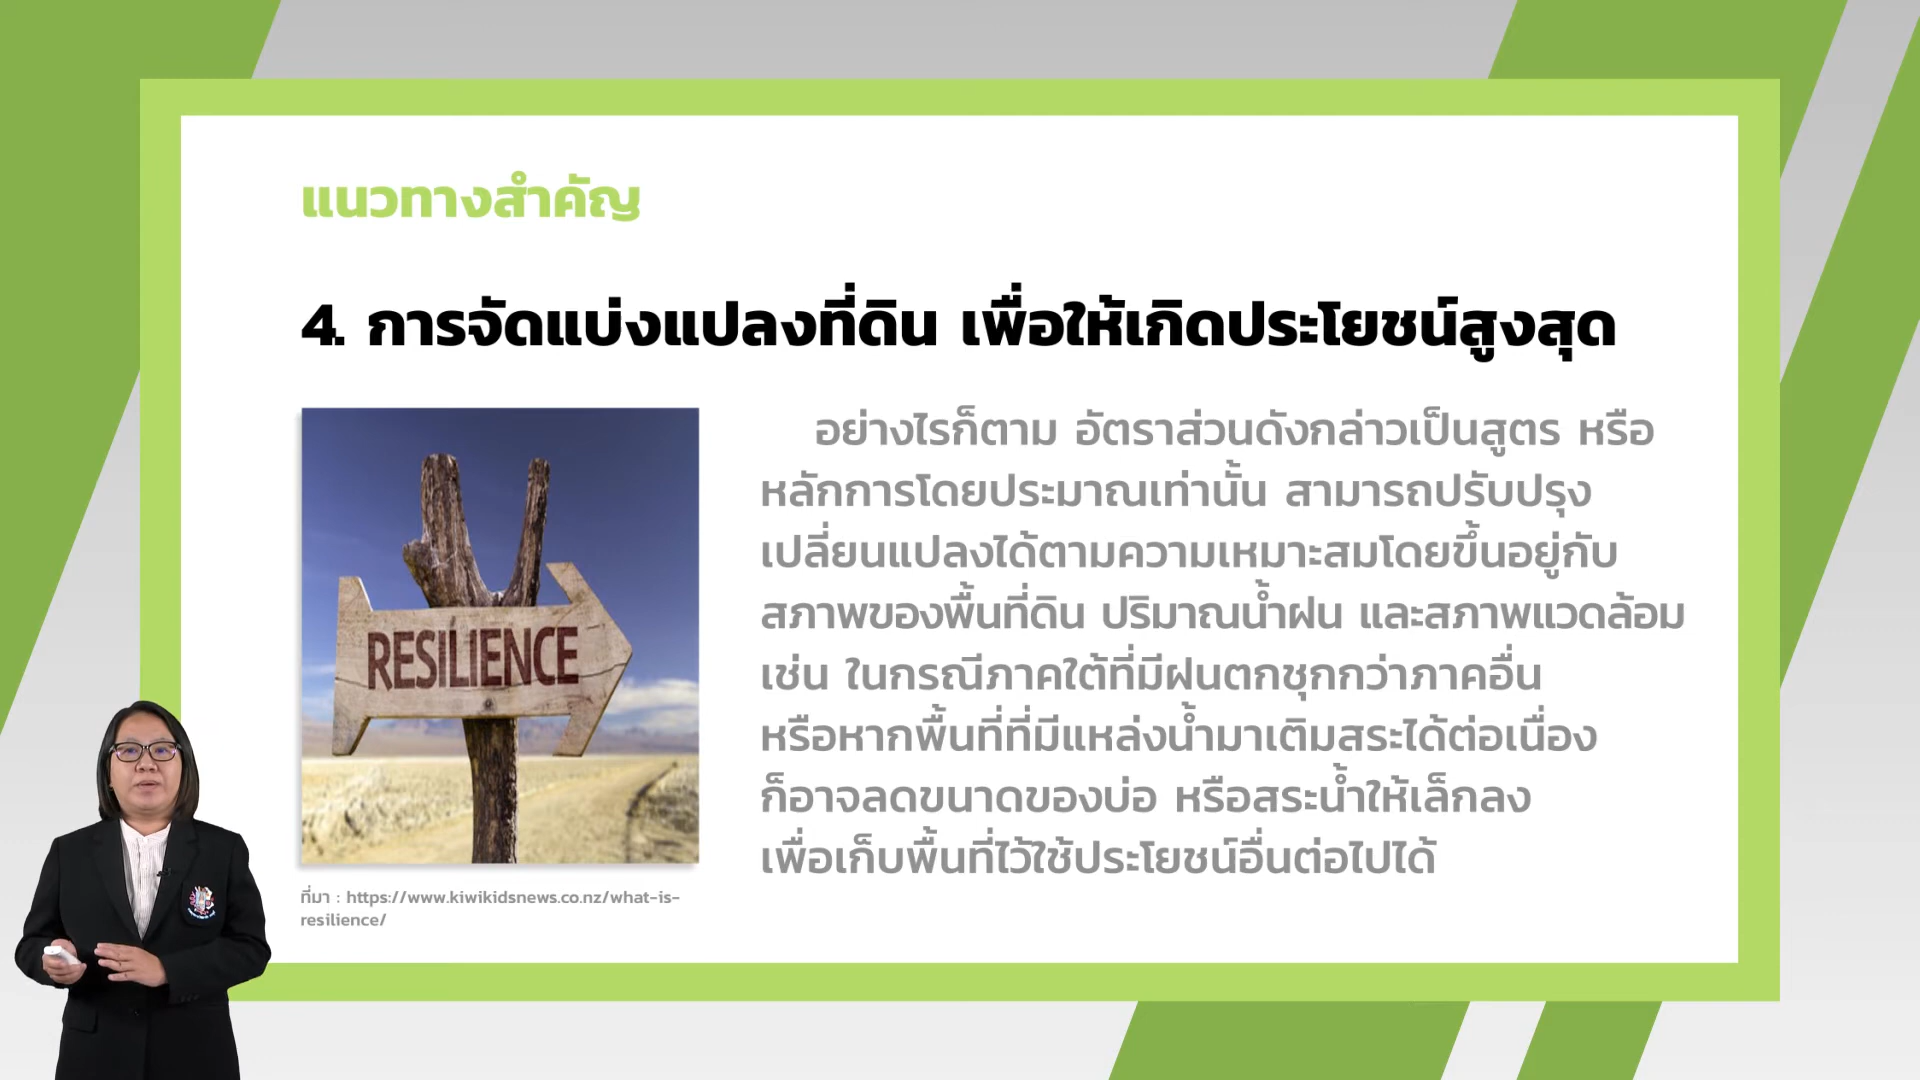 แนวทางสำคัญ
4. การจัดแบ่งแปลงที่ดิน เพื่อให้เกิดประโยชน์สูงสุด
RESILIENCE
อย่างไรก็ตาม อัตราส่วนดังกล่าวเป็นสูตร หรือ
หลักการโดยประมาณเท่านั้น สามารถปรับปรุง
เปลี่ยนแปลงได้ตามความเหมาะสมโดยขึ้นอยู่กับ
สภาพของพื้นที่ดิน ปริมาณน้ำฝน และสภาพแวดล้อม
เช่น ในกรณีภาคใต้ที่มีฝนตกชุกกว่าภาคอื่น
หรือหากพื้นที่ที่มีแหล่งน้ำมาเติมสระได้ต่อเนื่อง
ก็อาจลดขนาดของบ่อ หรือสระน้ำให้เล็กลง
เพื่อเก็บพื้นที่ไว้ใช้ประโยชน์อื่นต่อไปได้
ที่มา : https://www.kiwikidsnews.co.nz/what-is-
resilience/